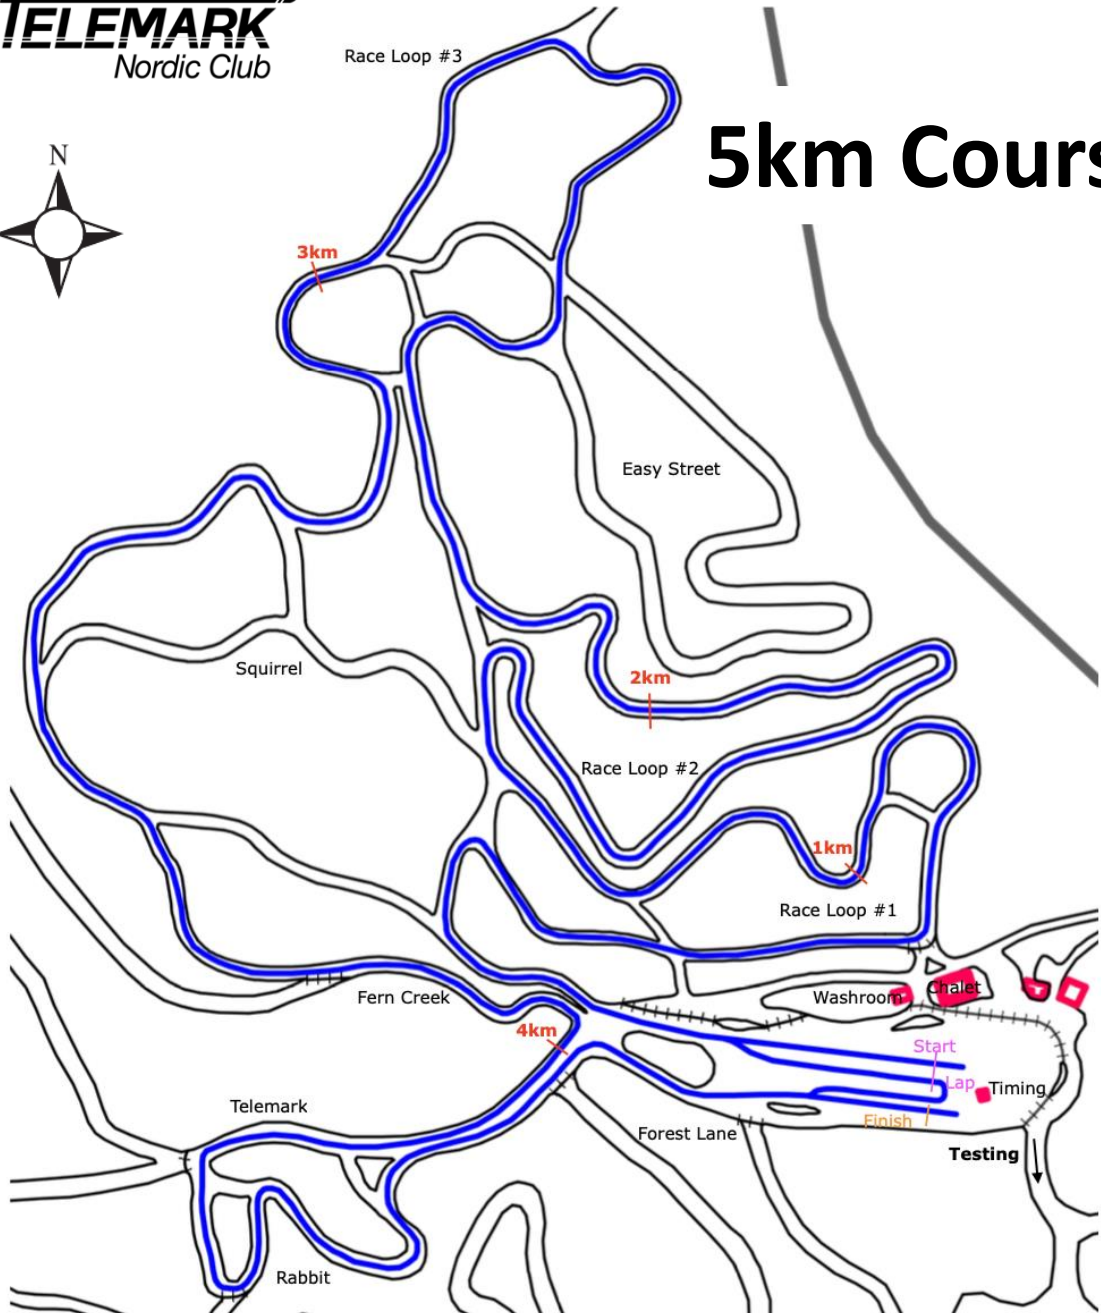 TELEMARK
Nordic Club
Race Loop #3
5km Cours
N
3km
Easy Street
Squirrel
2km
Race Loop #2
1km
Race Loop #1
Fern Creek
Washroom
Chalet
4km
Start
Lap
Timing
Telemark
Finish
Forest Lane
Testing
Rabbit